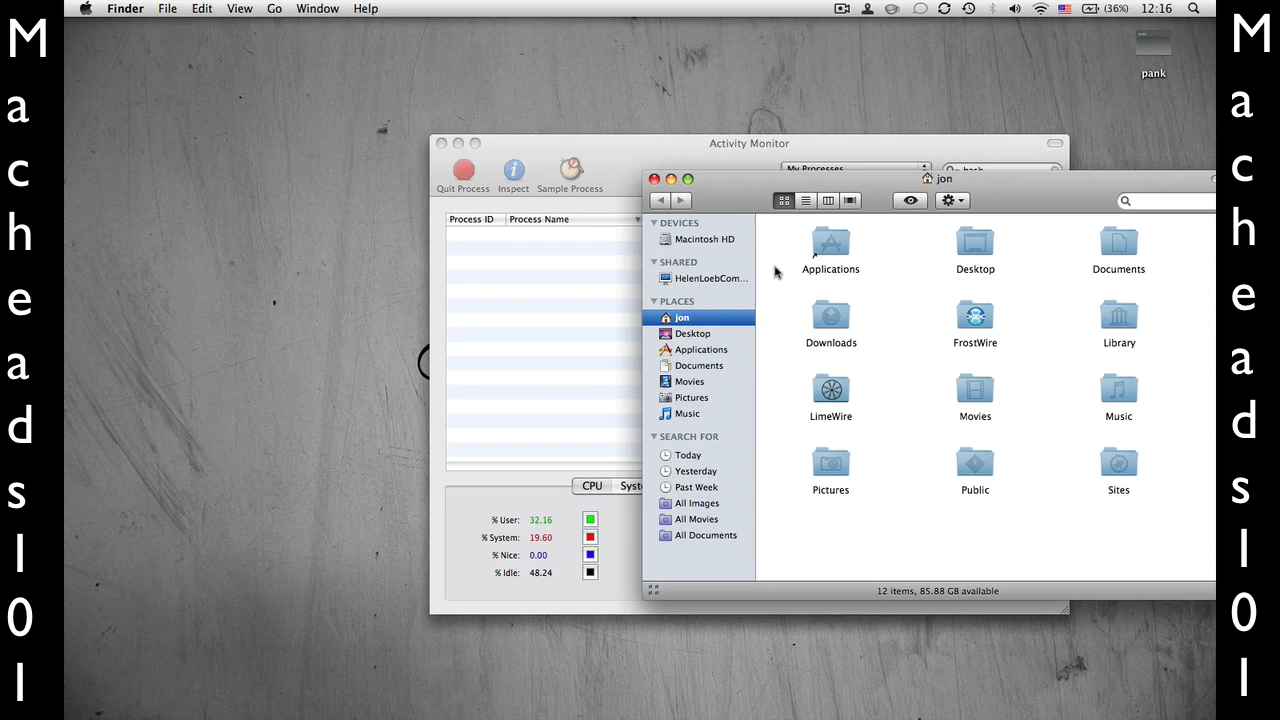 Finder File Edit View Go Window Help (36%) 12:16
Macheads101
Macheads101
pank
Activity Monitor
Quit Process Inspect Sample Process
My Processes
bash
Process ID Process Name
CPU Syst
% User: 32.16
% System: 19.60
% Nice: 0.00
% Idle: 48.24
jon
DEVICES
Macintosh HD
SHARED
HelenLoebCom...
PLACES
jon
Desktop
Applications
Documents
Movies
Pictures
Music
SEARCH FOR
Today
Yesterday
Past Week
All Images
All Movies
All Documents
Applications Desktop Documents
Downloads FrostWire Library
LimeWire Movies Music
Pictures Public Sites
12 items, 85.88 GB available